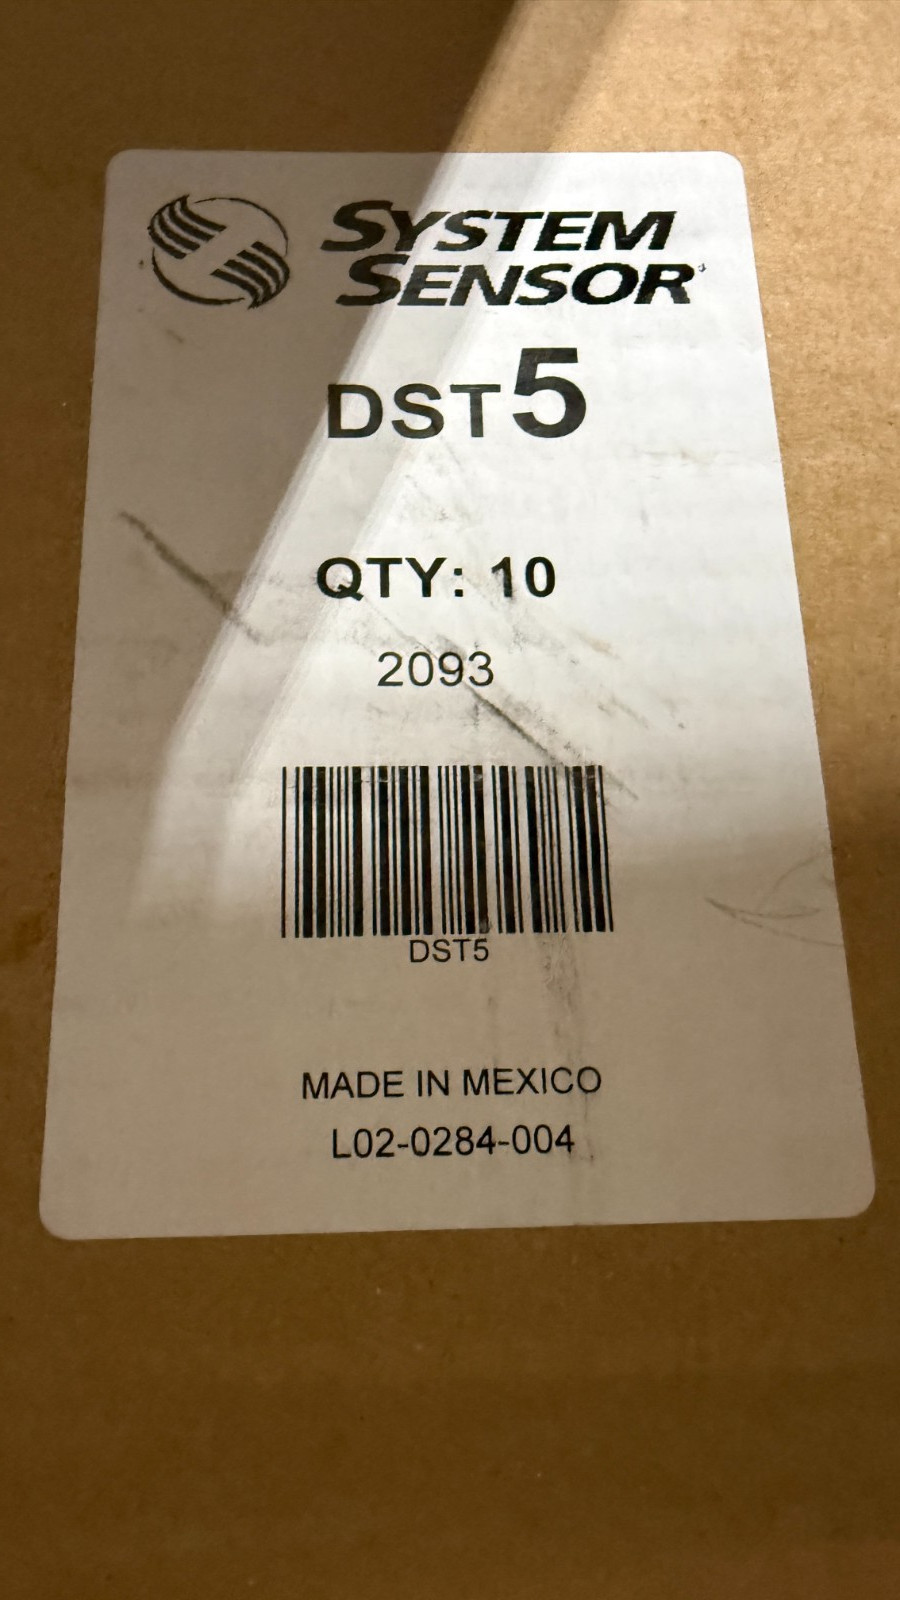 SYSTEM
SENSOR
DST5
QTY: 10
2093
DST5
MADE IN MEXICO
L02-0284-004